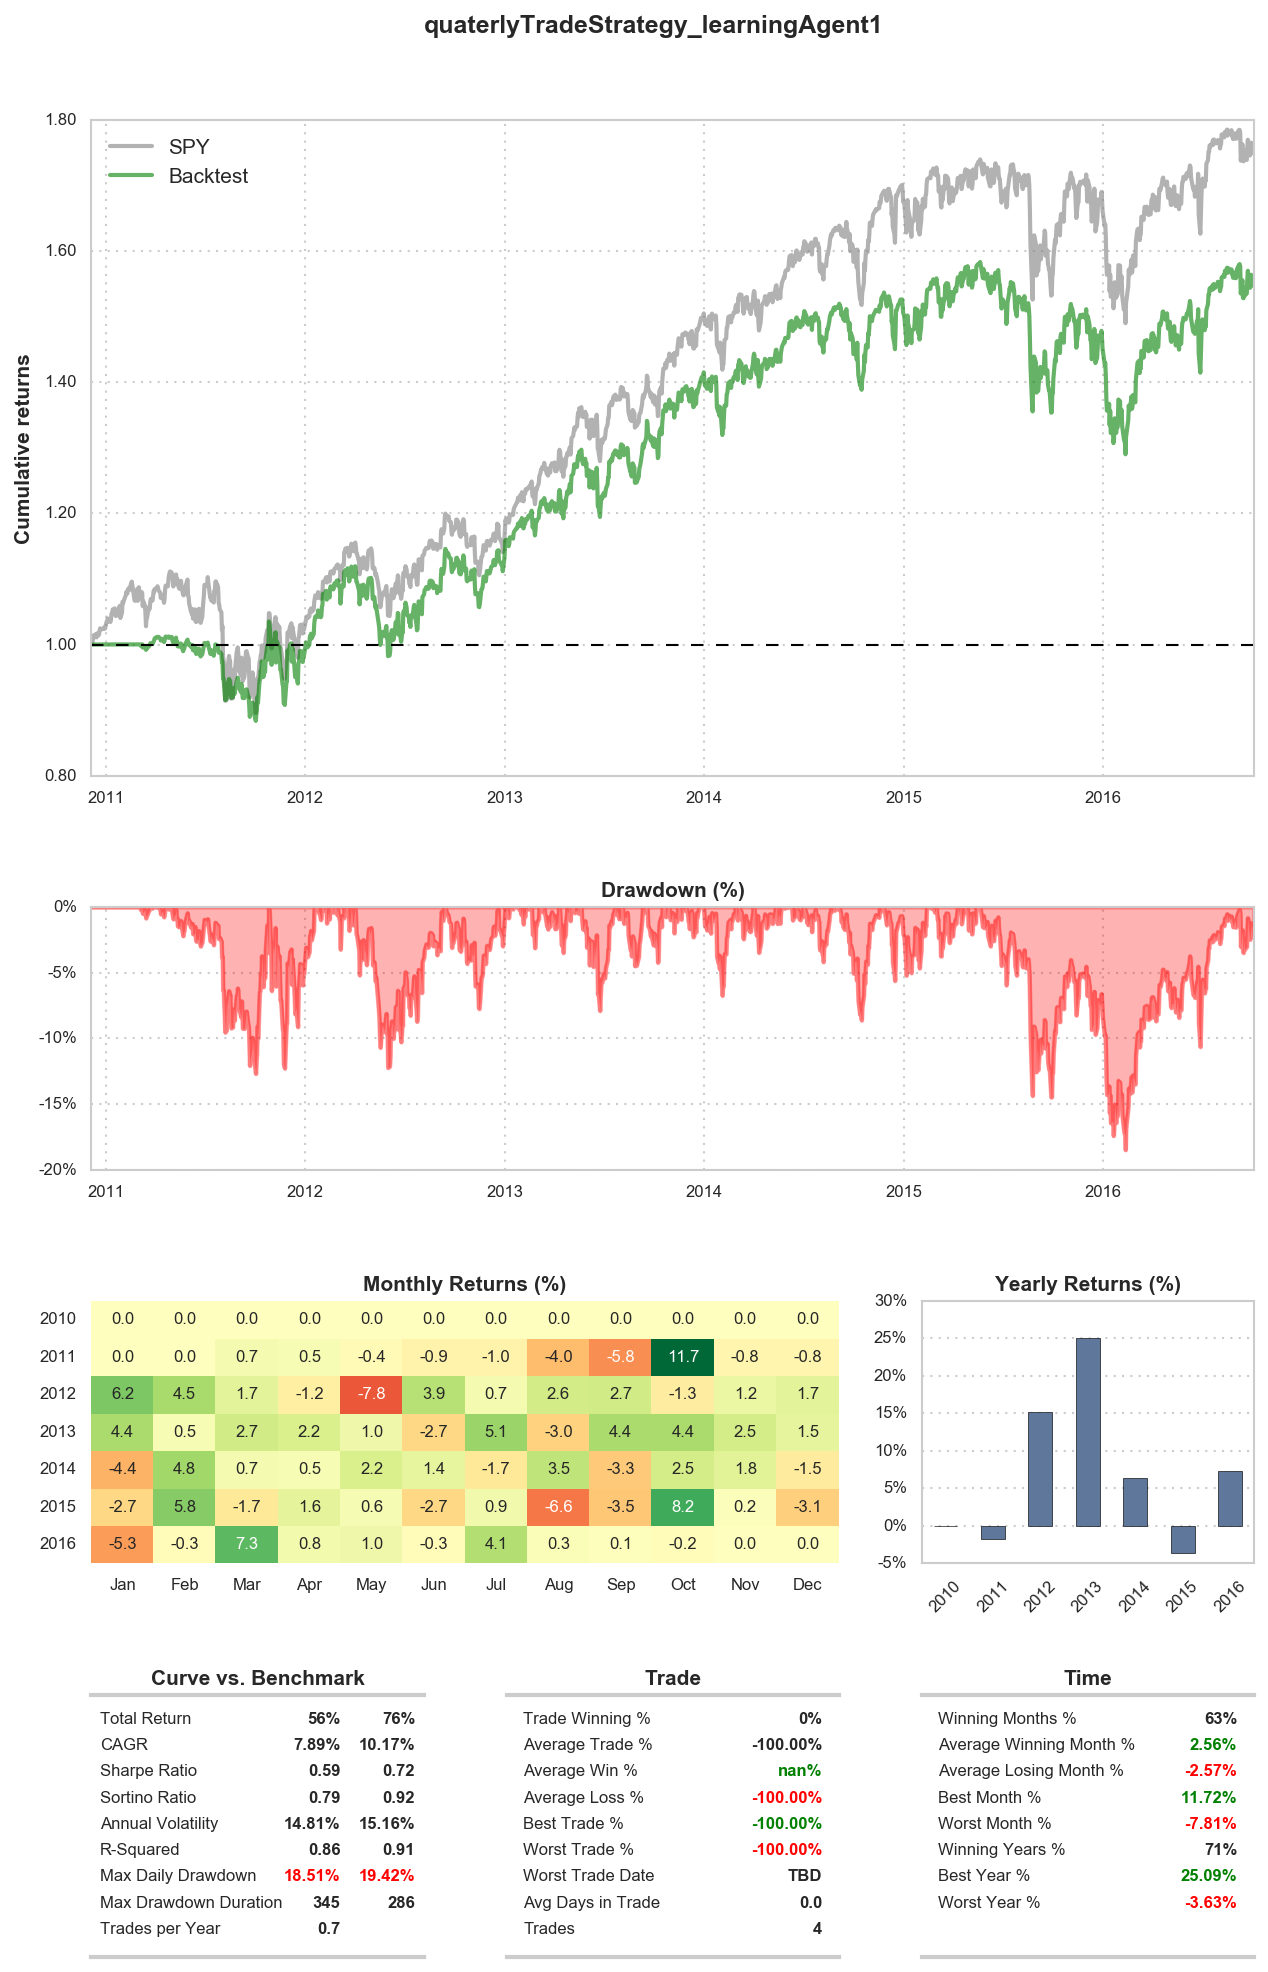 quaterlyTradeStrategy_learningAgent1
SPY
Backtest
Cumulative returns
1.80
1.60
1.40
1.20
1.00
0.80
2011 2012 2013 2014 2015 2016
Drawdown (%)
0%
-5%
-10%
-15%
-20%
2011 2012 2013 2014 2015 2016
Monthly Returns (%)
2010 0.0 0.0 0.0 0.0 0.0 0.0 0.0 0.0 0.0 0.0 0.0 0.0
2011 0.0 0.0 0.7 0.5 -0.4 -0.9 -1.0 -4.0 -5.8 11.7 -0.8 -0.8
2012 6.2 4.5 1.7 -1.2 -7.8 3.9 0.7 2.6 2.7 -1.3 1.2 1.7
2013 4.4 0.5 2.7 2.2 1.0 -2.7 5.1 -3.0 4.4 4.4 2.5 1.5
2014 -4.4 4.8 0.7 0.5 2.2 1.4 -1.7 3.5 -3.3 2.5 1.8 -1.5
2015 -2.7 5.8 -1.7 1.6 0.6 -2.7 0.9 -6.6 -3.5 8.2 0.2 -3.1
2016 -5.3 -0.3 7.3 0.8 1.0 -0.3 4.1 0.3 0.1 -0.2 0.0 0.0
Jan Feb Mar Apr May Jun Jul Aug Sep Oct Nov Dec
Yearly Returns (%)
30%
25%
20%
15%
10%
5%
0%
-5%
2010 2011 2012 2013 2014 2015 2016
Curve vs. Benchmark
Total Return 56% 76%
CAGR 7.89% 10.17%
Sharpe Ratio 0.59 0.72
Sortino Ratio 0.79 0.92
Annual Volatility 14.81% 15.16%
R-Squared 0.86 0.91
Max Daily Drawdown 18.51% 19.42%
Max Drawdown Duration 345 286
Trades per Year 0.7
Trade
Trade Winning % 0%
Average Trade % -100.00%
Average Win % nan%
Average Loss % -100.00%
Best Trade % -100.00%
Worst Trade % -100.00%
Worst Trade Date TBD
Avg Days in Trade 0.0
Trades 4
Time
Winning Months % 63%
Average Winning Month % 2.56%
Average Losing Month % -2.57%
Best Month % 11.72%
Worst Month % -7.81%
Winning Years % 71%
Best Year % 25.09%
Worst Year % -3.63%